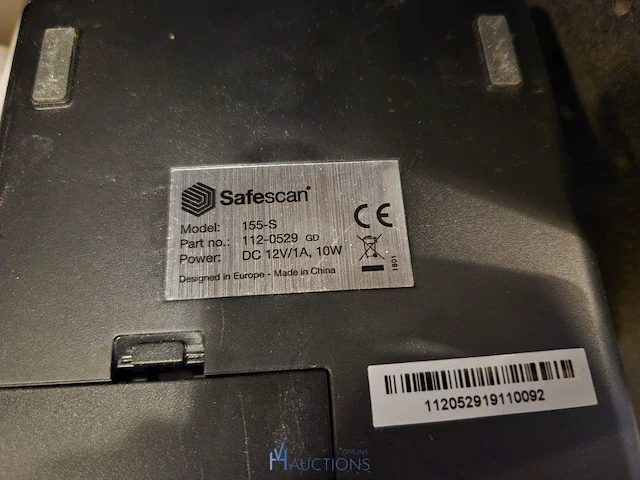 Safescan®
Model: 155-S
Part no.: 112-0529 GD
Power: DC 12V/1A, 10W
Designed in Europe - Made in China
CE
1801
112052919110092
ONLINE
AUCTIONS